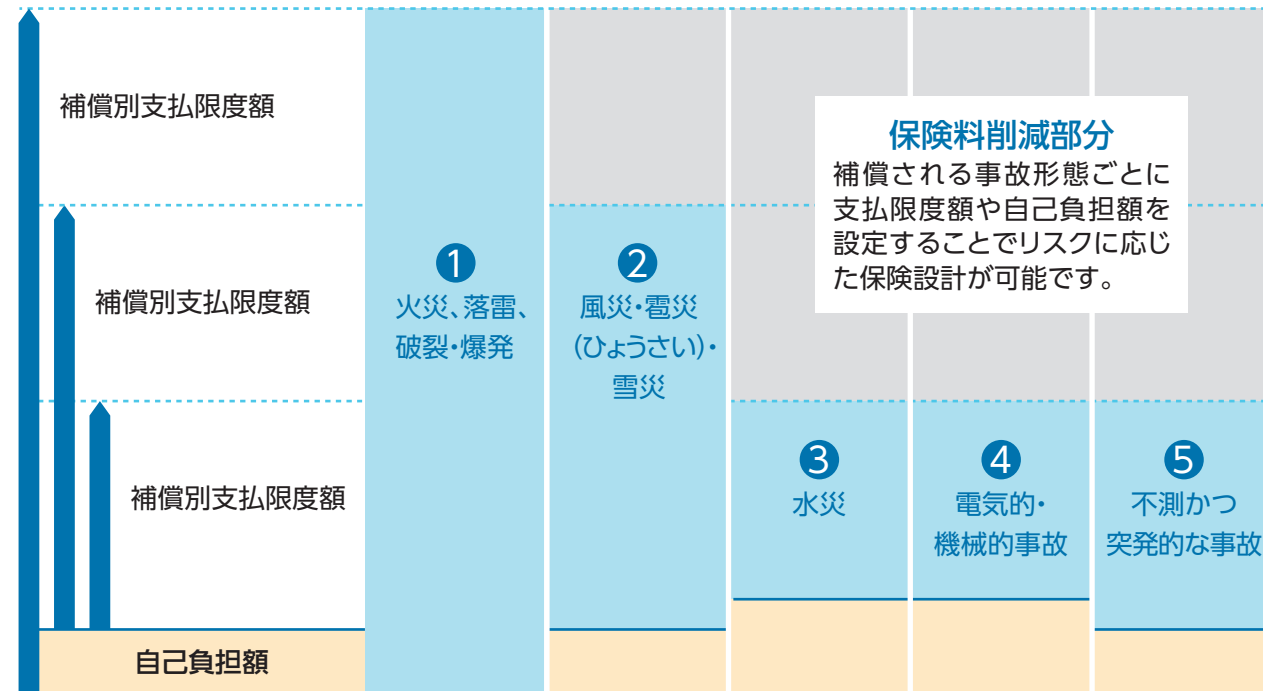 補償別支払限度額
補償別支払限度額
補償別支払限度額
自己負担額
❶
火災、落雷、
破裂・爆発
❷
風災・雹災
(ひょうさい)・
雪災
保険料削減部分
補償される事故形態ごとに
支払限度額や自己負担額を
設定することでリスクに応じ
た保険設計が可能です。
❸
水災
❹
電気的・
機械的事故
❺
不測かつ
突発的な事故